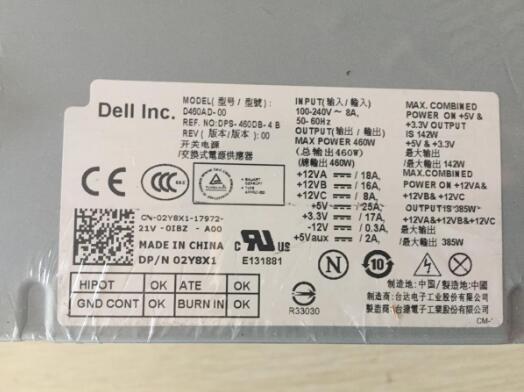 Dell Inc.
MODEL(型号/型號):
D460AD-00
REF. NO:DPS-460DB-4 B
REV(版本/版本):00
开关电源
/交換式電源供應器
INPUT(输入/輸入)
100-240V~ 8A,
50-60Hz
OUTPUT(输出/輸出)
MAX POWER 460W
(总输出460W)
(總輸出 460W)
+12VA ⎓ 18A,
+12VB ⎓ 16A,
+12VC ⎓ 8A,
+5V ⎓ 25A,
+3.3V ⎓ 17A,
-12V ⎓ 0.3A,
+5Vaux ⎓ 2A,
MAX. COMBINED
POWER ON +5V &
+3.3V OUTPUT
IS 142W
+5V & +3.3V
最大输出
/最大輸出 142W
MAX. COMBINED
POWER ON +12VA&
+12VB& +12VC
OUTPUT IS 385W
+12VA&+12VB&+12VC
最大输出
/最大輸出 385W
CE
CCC
CN-02Y8X1-17972-
21V-0IBZ - A00
MADE IN CHINA
DP/N 02Y8X1
c US
E131881
N
10
HIPOT OK ATE OK
GND CONT OK BURN IN OK
R33030
制造地:中国/製造地:中國
制造商:台达电子工业股份有限公司
製造商:台達電子工業股份有限公司
CM-